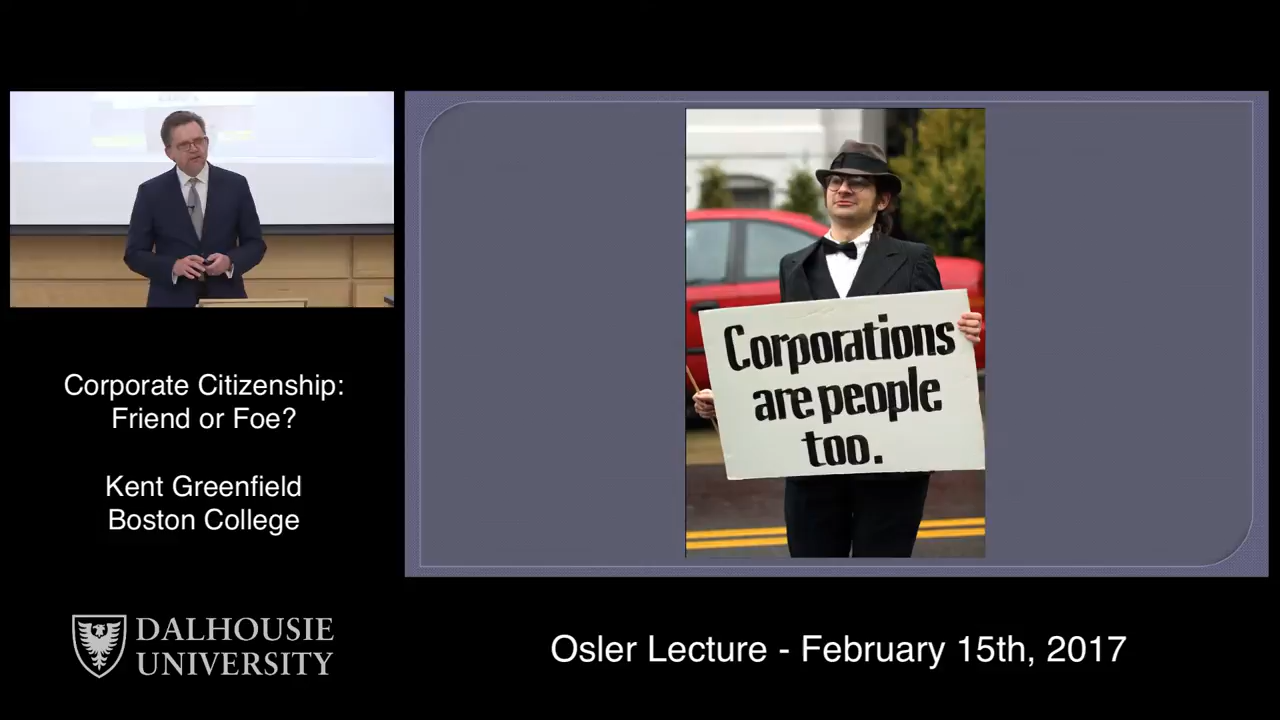 Corporate Citizenship:
Friend or Foe?
Kent Greenfield
Boston College
DALHOUSIE
UNIVERSITY
Corporations
are people
too.
Osler Lecture - February 15th, 2017